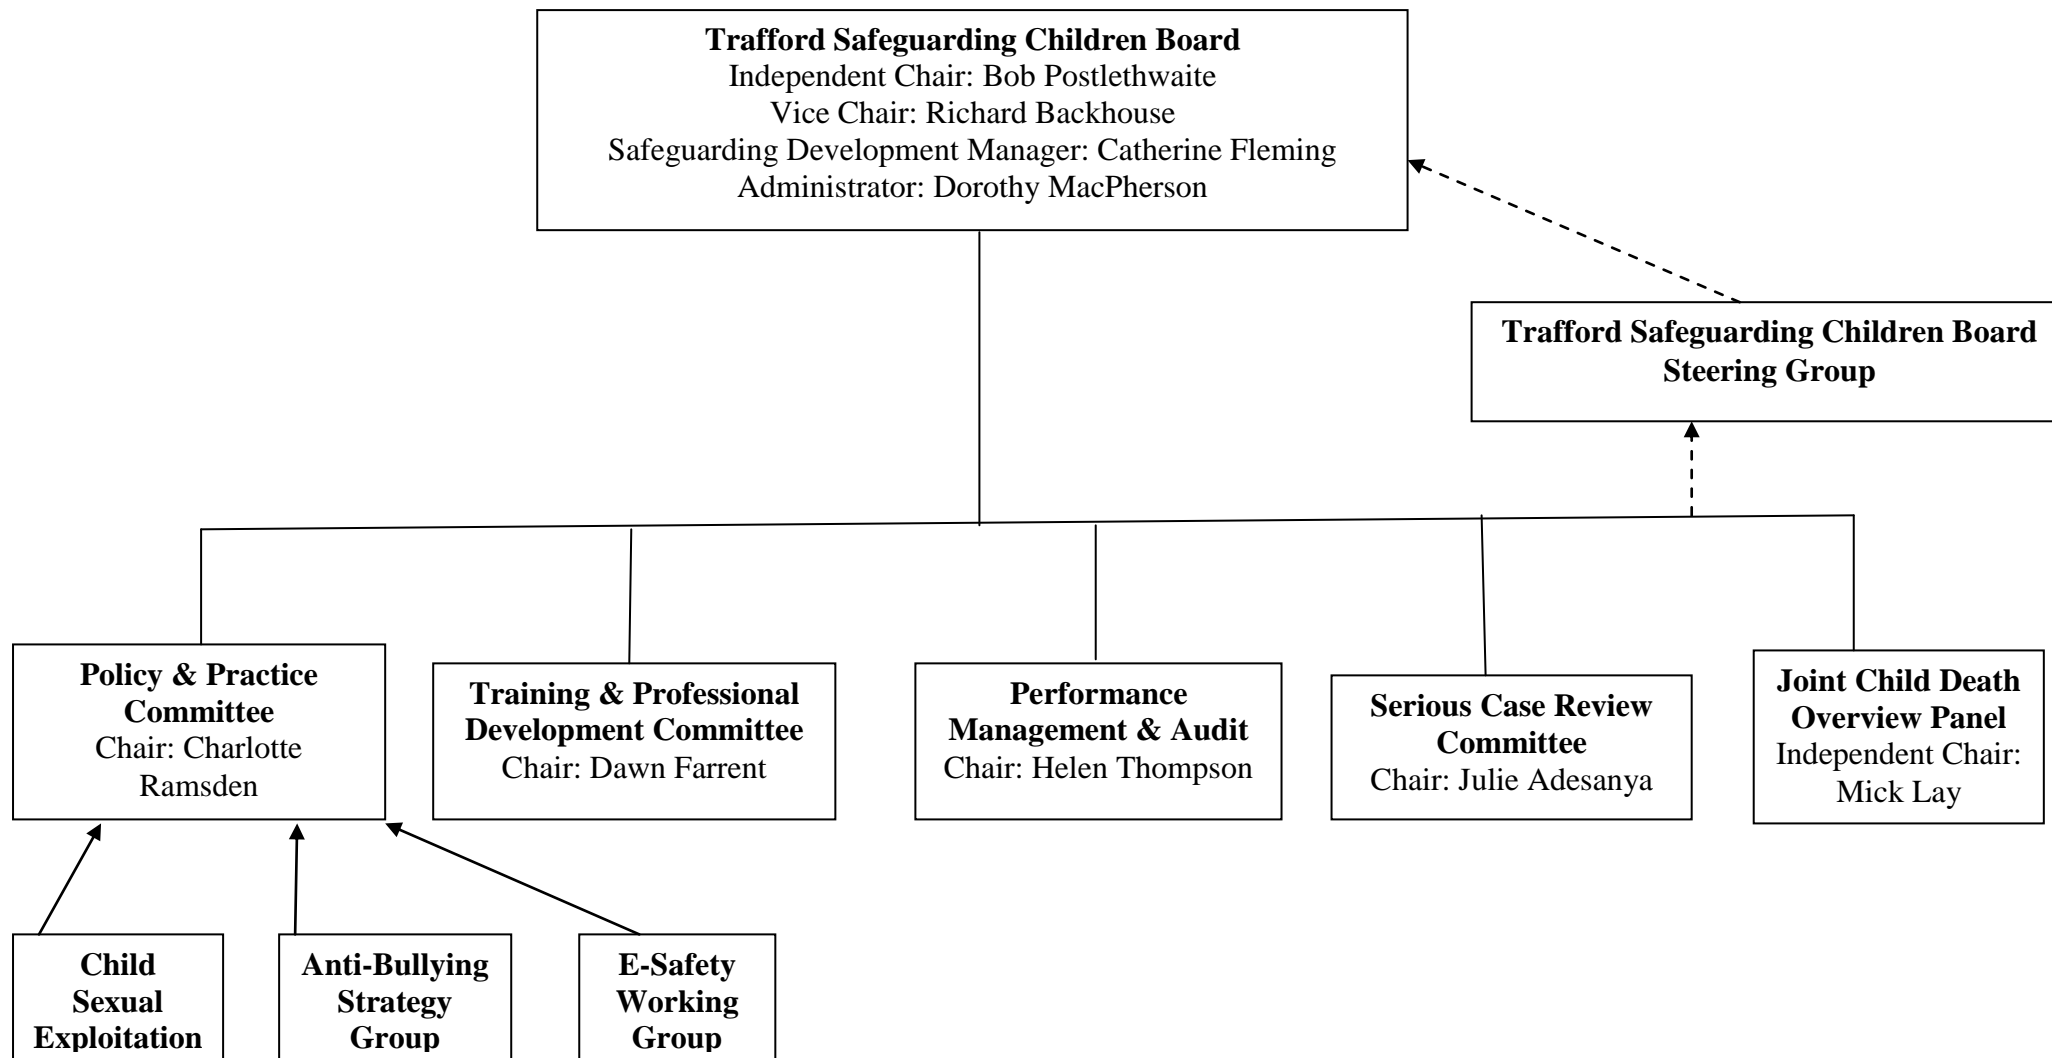 Trafford Safeguarding Children Board
Independent Chair: Bob Postlethwaite
Vice Chair: Richard Backhouse
Safeguarding Development Manager: Catherine Fleming
Administrator: Dorothy MacPherson
Trafford Safeguarding Children Board
Steering Group
Policy & Practice
Committee
Chair: Charlotte
Ramsden
Training & Professional
Development Committee
Chair: Dawn Farrent
Performance
Management & Audit
Chair: Helen Thompson
Serious Case Review
Committee
Chair: Julie Adesanya
Joint Child Death
Overview Panel
Independent Chair:
Mick Lay
Child
Sexual
Exploitation
Anti-Bullying
Strategy
Group
E-Safety
Working
Group